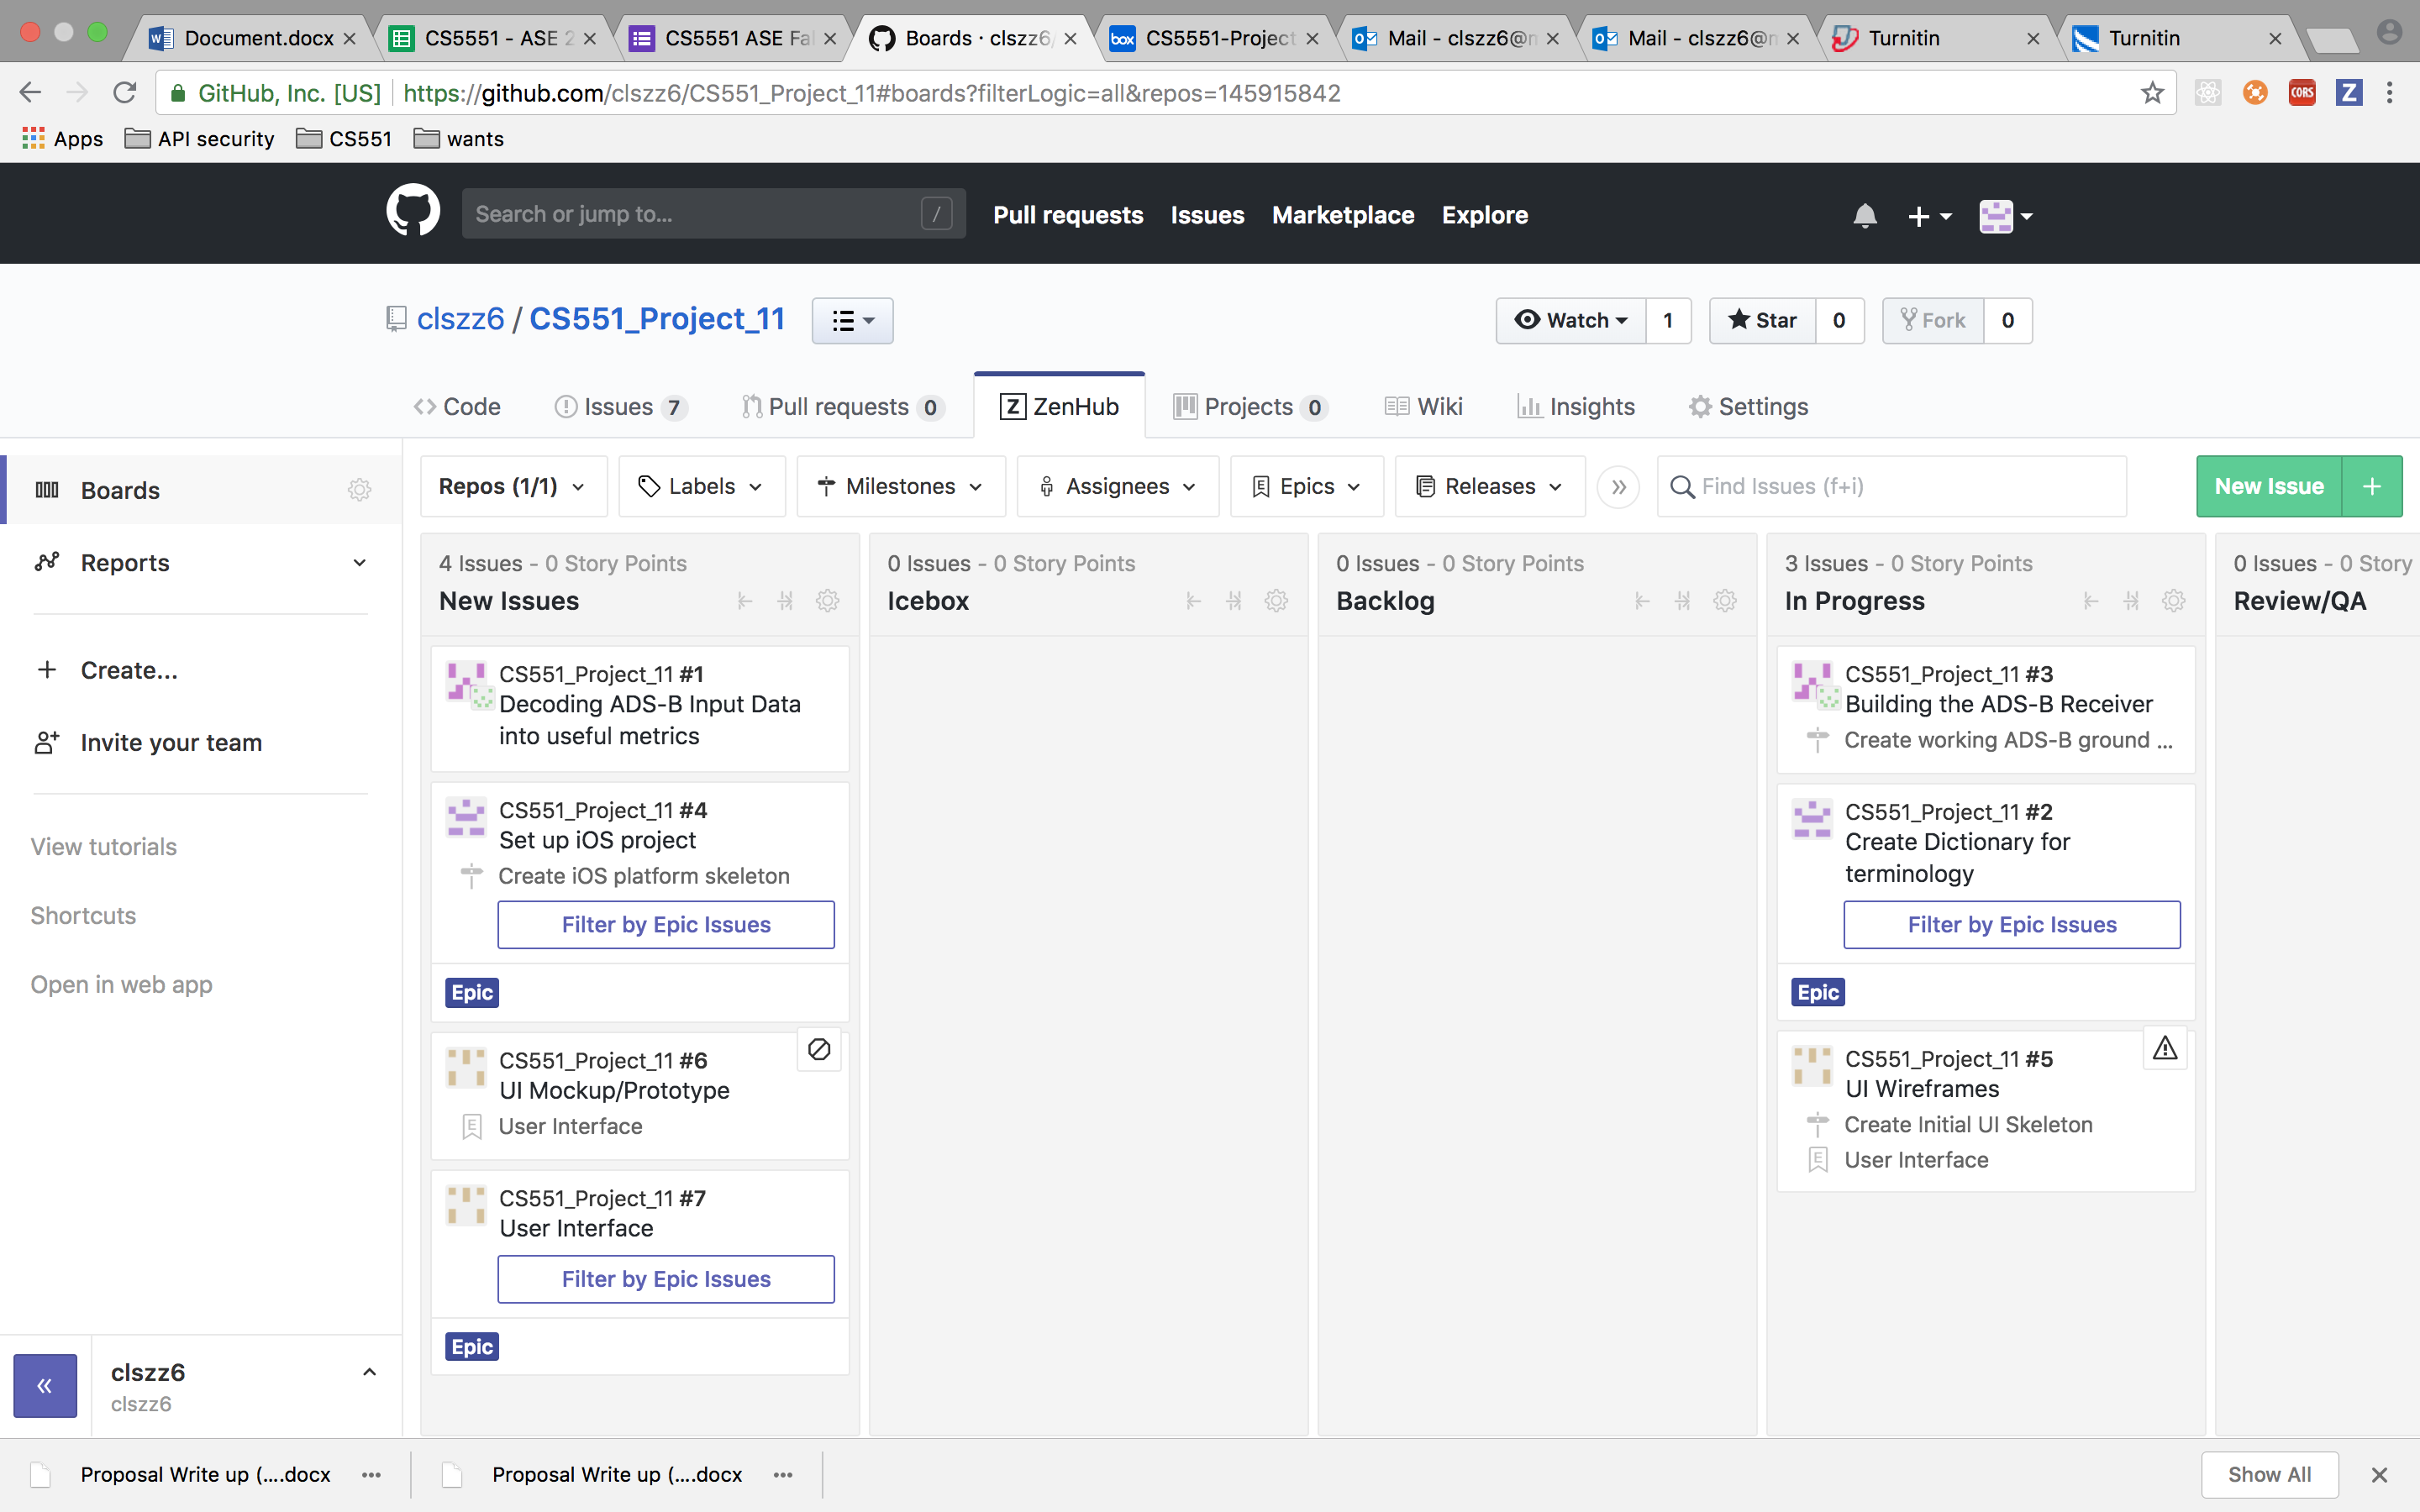 Document.docx
CS5551 - ASE 2
CS5551 ASE Fal
Boards · clszz6/
box CS5551-Project
Mail - clszz6@n
Mail - clszz6@n
Turnitin
Turnitin
GitHub, Inc. [US] https://github.com/clszz6/CS551_Project_11#boards?filterLogic=all&repos=145915842
CORS
Z
Apps API security CS551 wants
Search or jump to... /
Pull requests Issues Marketplace Explore
clszz6 / CS551_Project_11
Watch 1 Star 0 Fork 0
Code Issues 7 Pull requests 0 Z ZenHub Projects 0 Wiki Insights Settings
Boards
Reports
Create...
Invite your team
View tutorials
Shortcuts
Open in web app
clszz6
clszz6
Repos (1/1) Labels Milestones Assignees Epics Releases Find Issues (f+i) New Issue +
4 Issues - 0 Story Points
New Issues
CS551_Project_11 #1
Decoding ADS-B Input Data
into useful metrics
CS551_Project_11 #4
Set up iOS project
Create iOS platform skeleton
Filter by Epic Issues
Epic
CS551_Project_11 #6
UI Mockup/Prototype
User Interface
CS551_Project_11 #7
User Interface
Filter by Epic Issues
Epic
0 Issues - 0 Story Points
Icebox
0 Issues - 0 Story Points
Backlog
3 Issues - 0 Story Points
In Progress
CS551_Project_11 #3
Building the ADS-B Receiver
Create working ADS-B ground ...
CS551_Project_11 #2
Create Dictionary for
terminology
Filter by Epic Issues
Epic
CS551_Project_11 #5
UI Wireframes
Create Initial UI Skeleton
User Interface
0 Issues - 0 Story
Review/QA
Proposal Write up (....docx
Proposal Write up (....docx
Show All